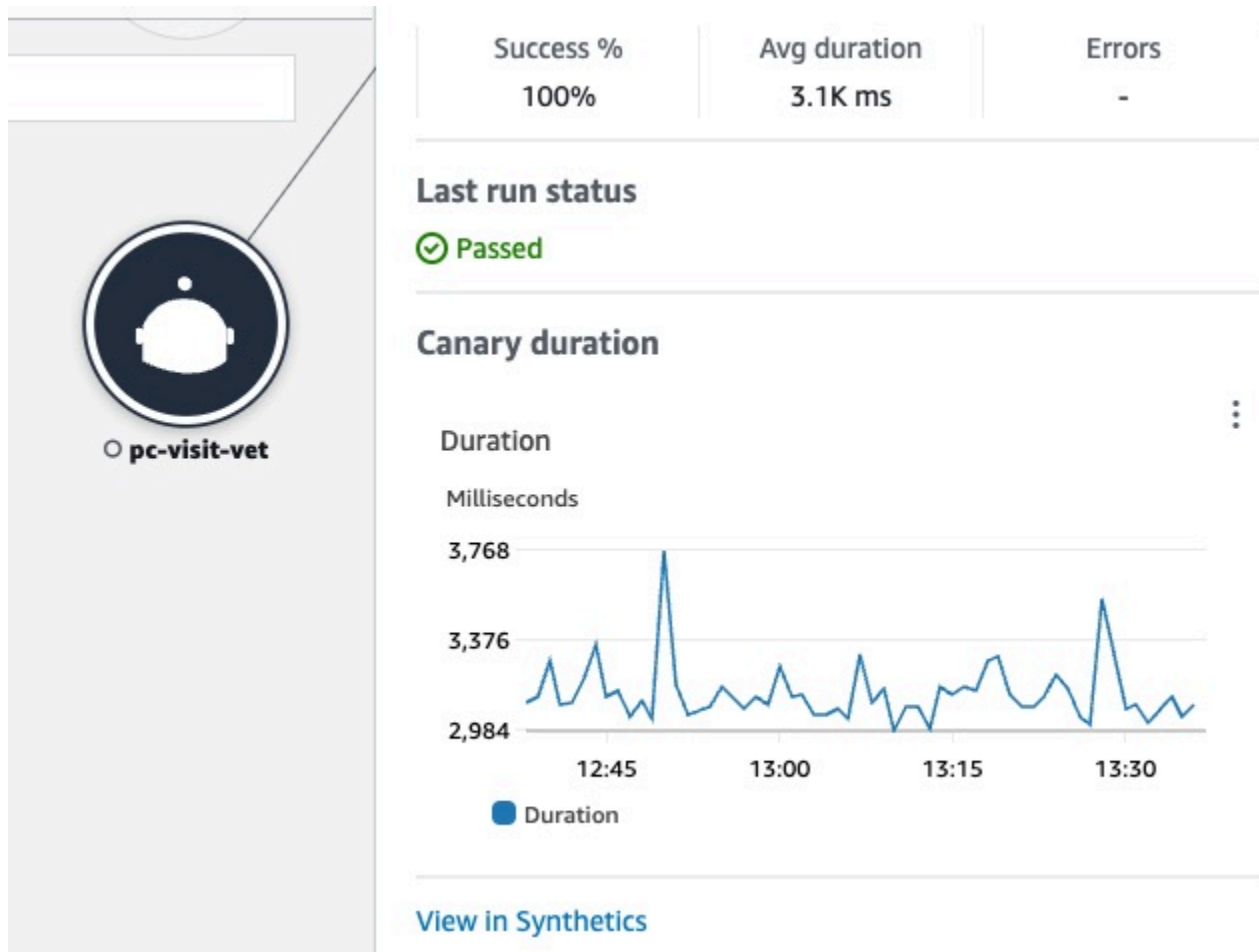 Success %
Avg duration
Errors
100%
3.1K ms
-
Last run status
Passed
pc-visit-vet
Canary duration
Duration
Milliseconds
3,768
3,376
2,984
12:45
13:00
13:15
13:30
Duration
View in Synthetics